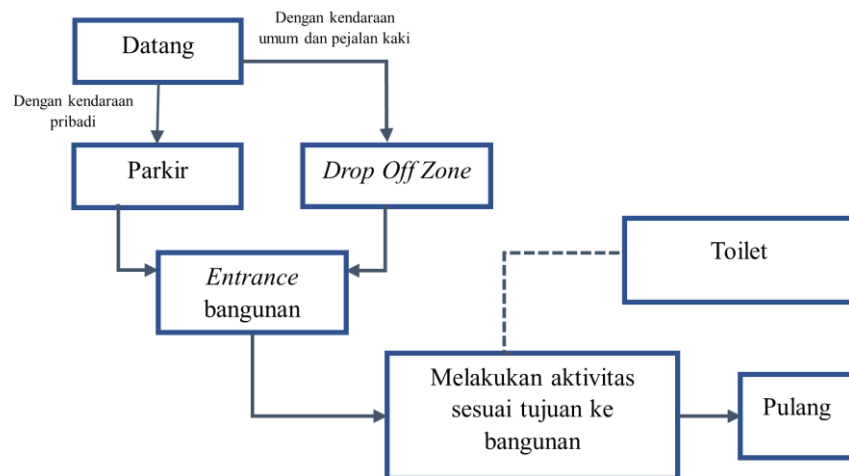 Datang
Dengan kendaraan
umum dan pejalan kaki
Dengan kendaraan
pribadi
Parkir
Drop Off Zone
Entrance
bangunan
Toilet
Melakukan aktivitas
sesuai tujuan ke
bangunan
Pulang